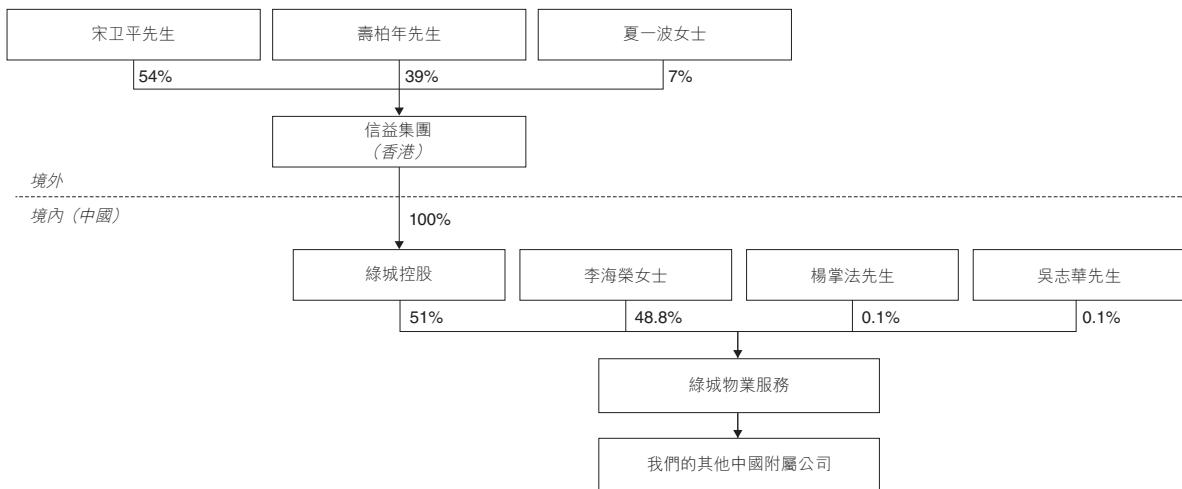 宋卫平先生
壽柏年先生
夏一波女士
54%
39%
7%
信益集團
（香港）
境外
境內（中國）
100%
綠城控股
李海榮女士
楊掌法先生
吳志華先生
51%
48.8%
0.1%
0.1%
綠城物業服務
我們的其他中國附屬公司